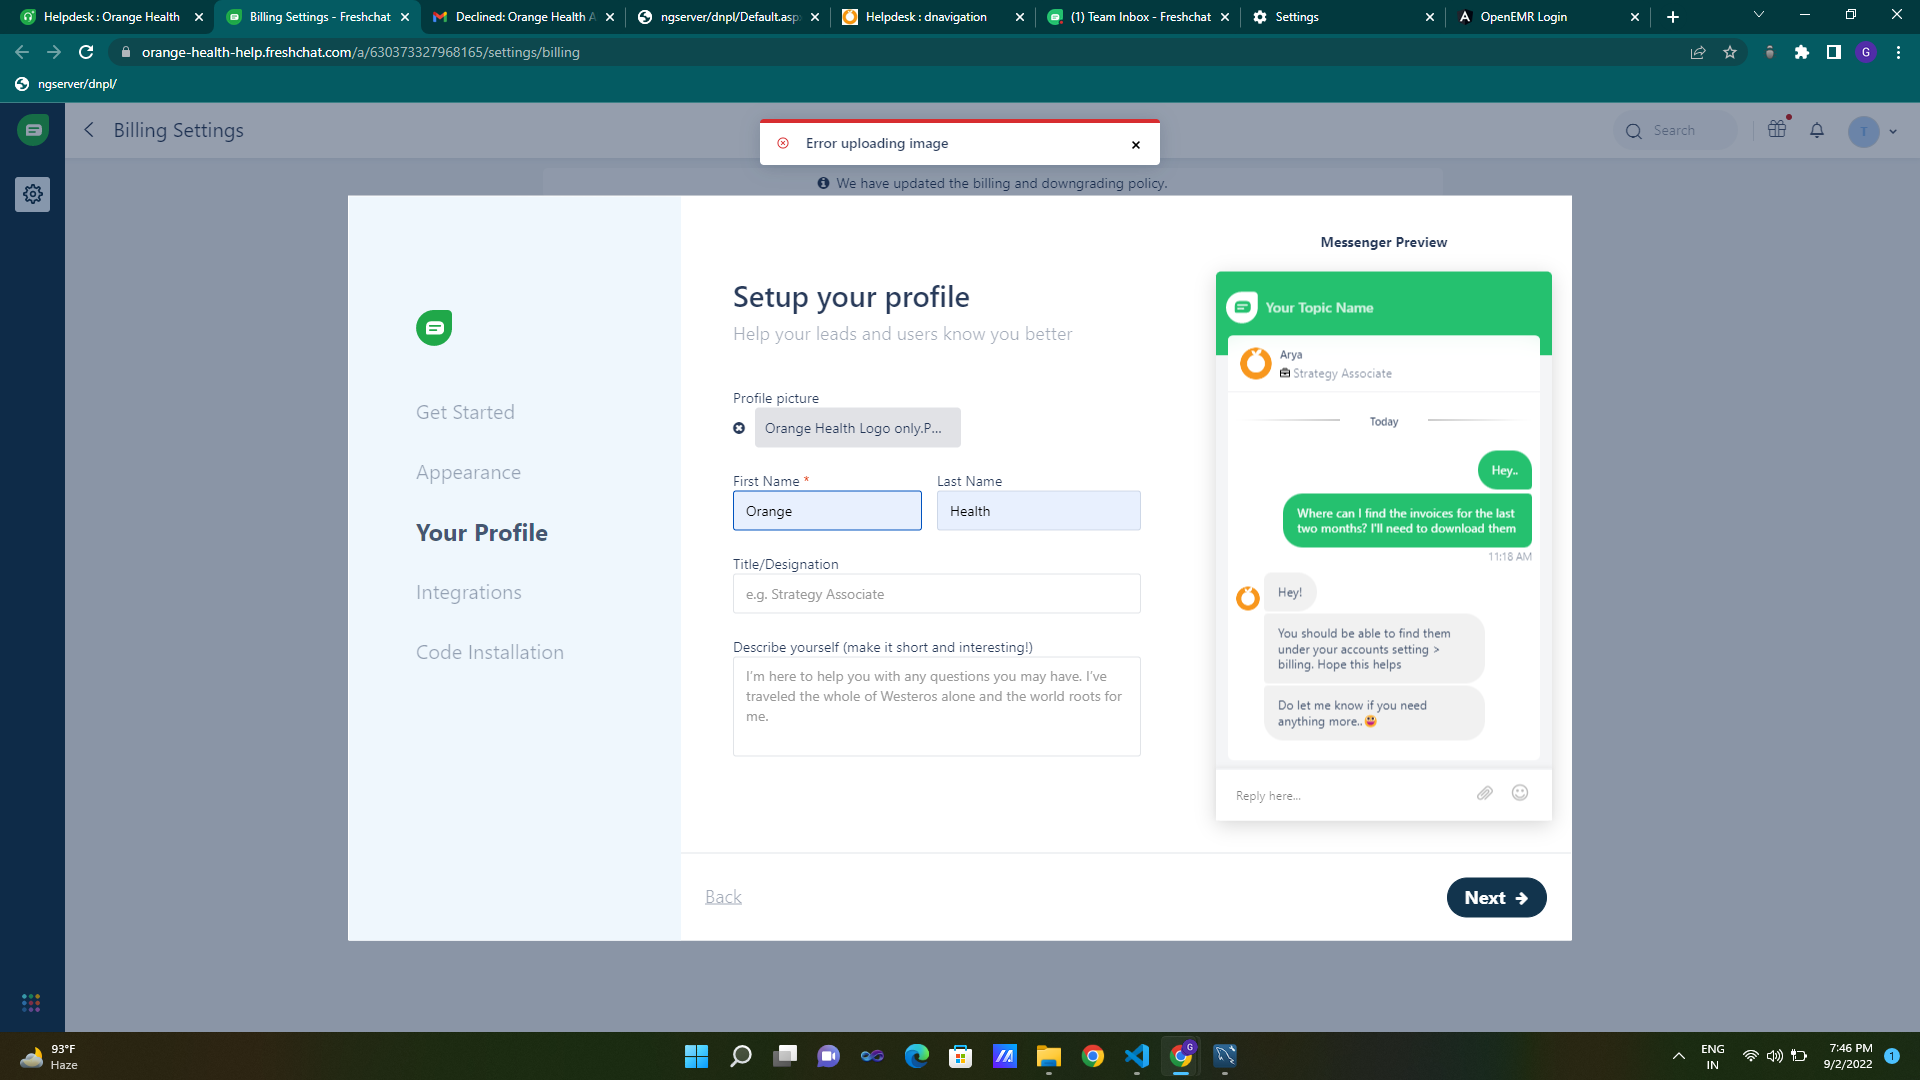 Helpdesk : Orange Health
Billing Settings - Freshchat
Declined: Orange Health A
ngserver/dnpl/Default.asp
Helpdesk : dnavigation
(1) Team Inbox - Freshchat
Settings
OpenEMR Login
orange-health-help.freshchat.com/a/630373327968165/settings/billing
G
ngserver/dnpl/
Billing Settings
Error uploading image
Search
T
We have updated the billing and downgrading policy.
Get Started
Appearance
Your Profile
Integrations
Code Installation
Setup your profile
Help your leads and users know you better
Profile picture
Orange Health Logo only.P...
First Name *
Last Name
Orange
Health
Title/Designation
e.g. Strategy Associate
Describe yourself (make it short and interesting!)
I'm here to help you with any questions you may have. I've
traveled the whole of Westeros alone and the world roots for
me.
Back
Next
Messenger Preview
Your Topic Name
Arya
Strategy Associate
Today
Hey..
Where can I find the invoices for the last
two months? I'll need to download them
11:18 AM
Hey!
You should be able to find them
under your accounts setting >
billing. Hope this helps
Do let me know if you need
anything more..😃
Reply here...
93°F
Haze
G
ENG
IN
7:46 PM
9/2/2022
1